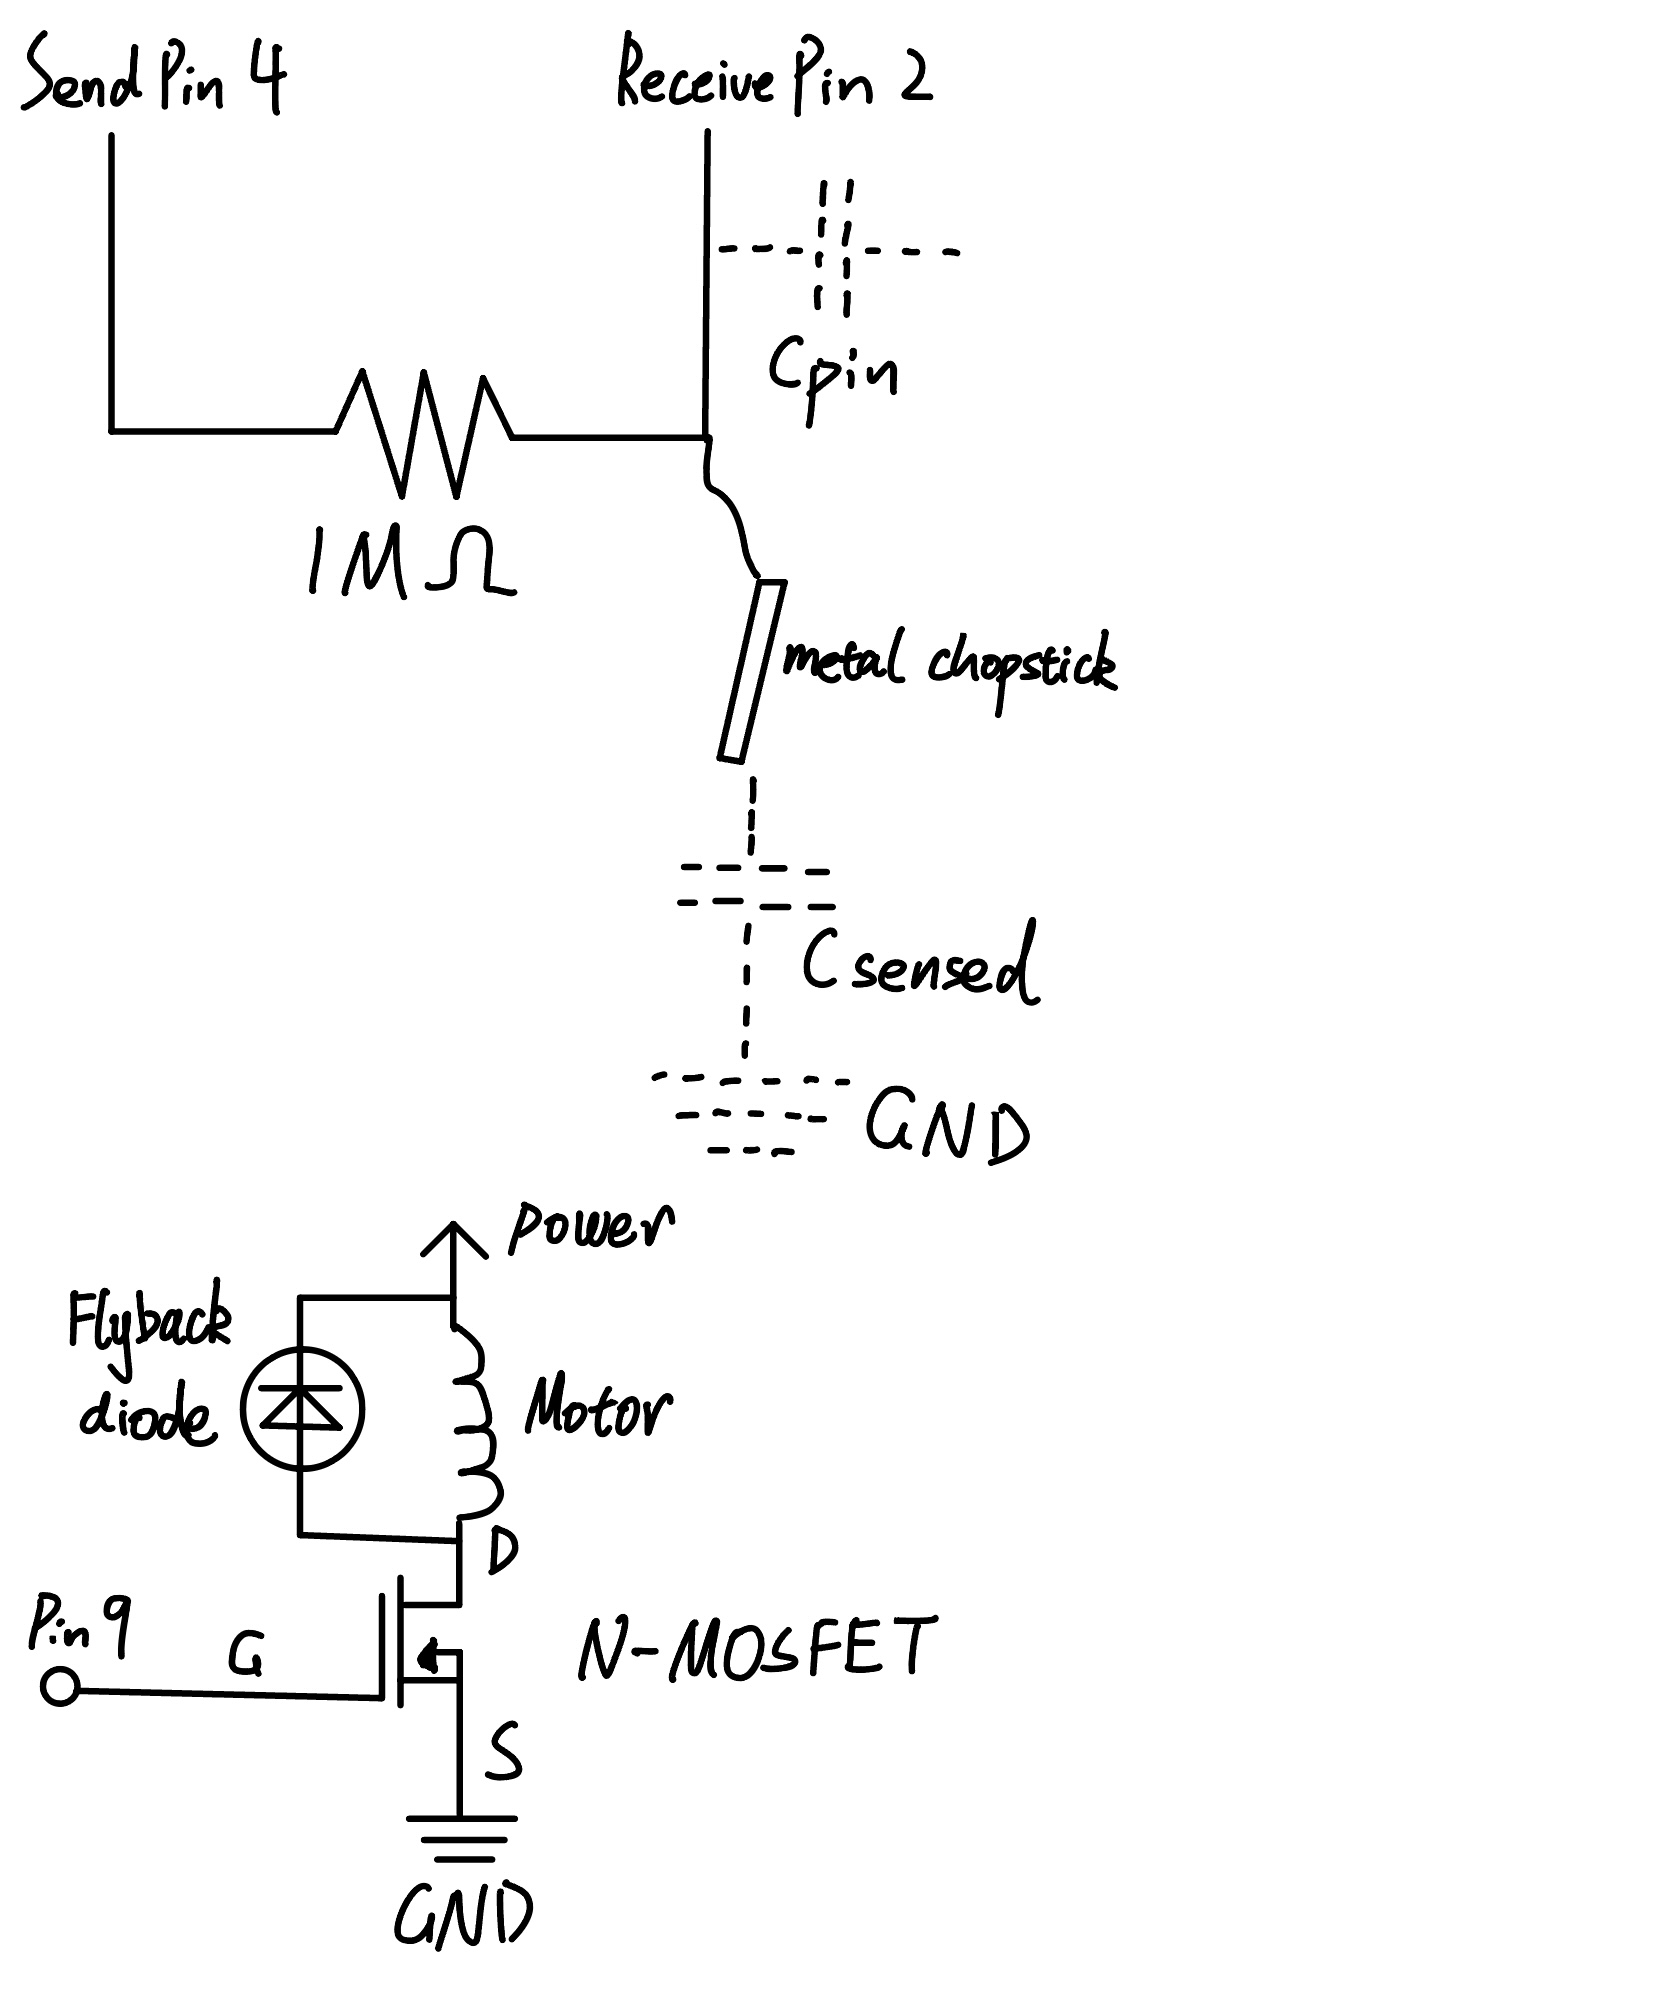 Send Pin 4
Receive Pin 2
Cpin
1MΩ
metal chopstick
Csensed
GND
power
Flyback
diode
Motor
D
Pin 9
G
N-MOSFET
S
GND